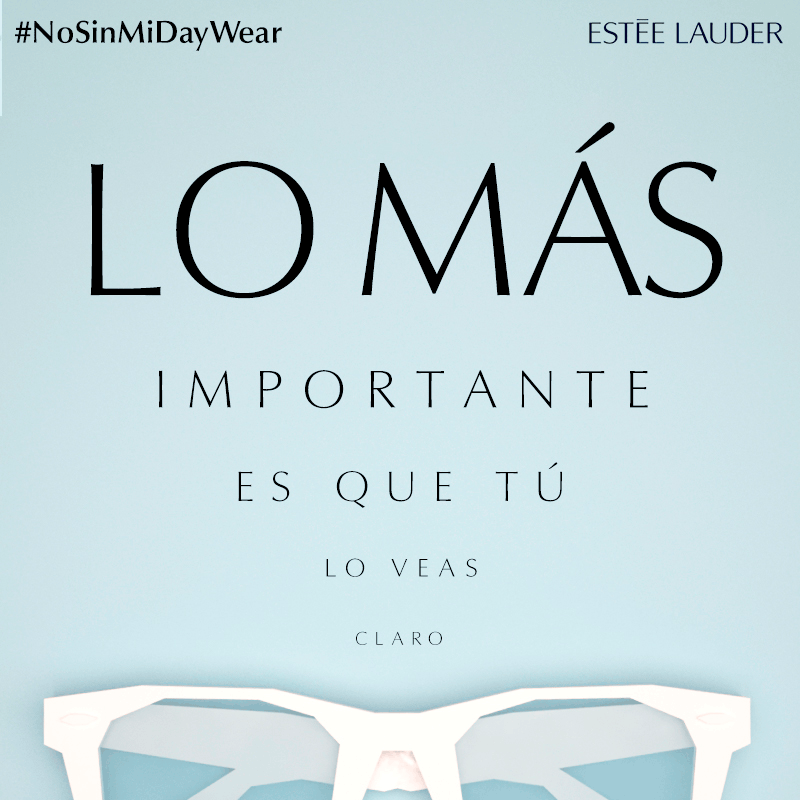 #NoSinMiDayWear
ESTĒE LAUDER
LO MÁS
IMPORTANTE
ES QUE TÚ
LO VEAS
CLARO